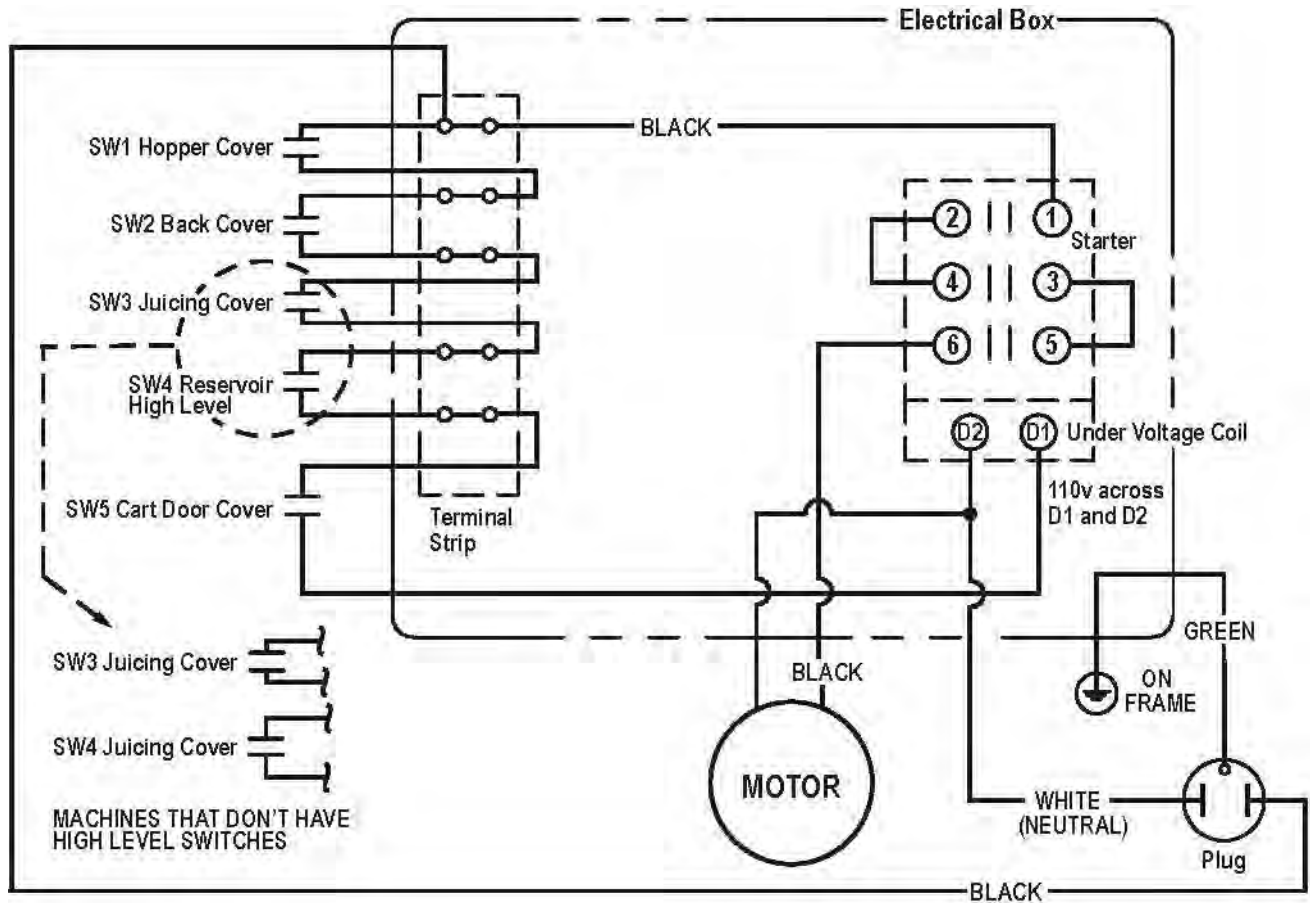 Electrical Box
BLACK
SW1 Hopper Cover
2
1
SW2 Back Cover
Starter
4
3
SW3 Juicing Cover
6
5
SW4 Reservoir
High Level
D2
D1
Under Voltage Coil
110v across
D1 and D2
SW5 Cart Door Cover
Terminal
Strip
GREEN
SW3 Juicing Cover
BLACK
ON
FRAME
SW4 Juicing Cover
MOTOR
WHITE
(NEUTRAL)
MACHINES THAT DON'T HAVE
HIGH LEVEL SWITCHES
Plug
BLACK